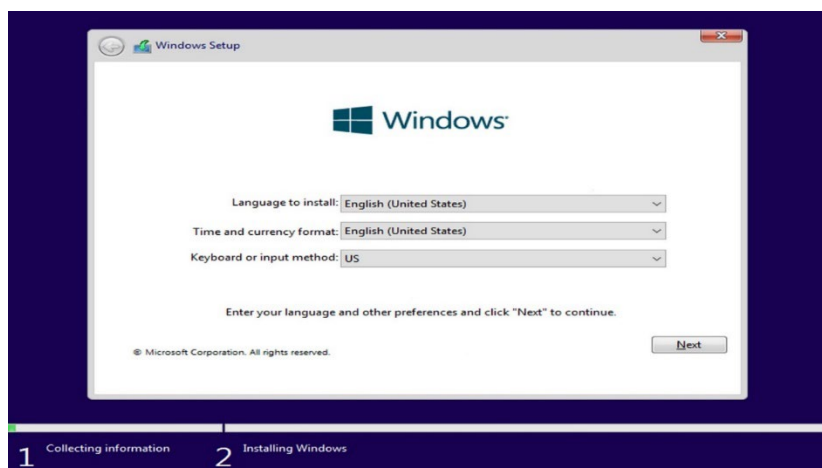 Windows Setup
Windows
Language to install: English (United States)
Time and currency format: English (United States)
Keyboard or input method: US
Enter your language and other preferences and click "Next" to continue.
© Microsoft Corporation. All rights reserved.
Next
1 Collecting information 2 Installing Windows